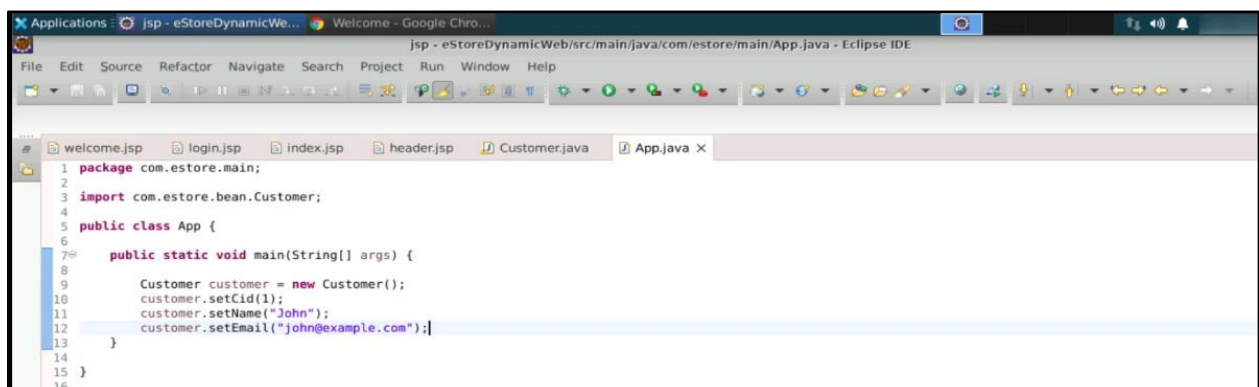 Applications jsp - eStoreDynamicWe... Welcome - Google Chro...
jsp - eStoreDynamicWeb/src/main/java/com/estore/main/App.java - Eclipse IDE
File Edit Source Refactor Navigate Search Project Run Window Help
welcome.jsp login.jsp index.jsp header.jsp Customer.java App.java
1 package com.estore.main;
2
3 import com.estore.bean.Customer;
4
5 public class App {
6
7 public static void main(String[] args) {
8
9 Customer customer = new Customer();
10 customer.setCid(1);
11 customer.setName("John");
12 customer.setEmail("john@example.com");
13 }
14
15 }
16